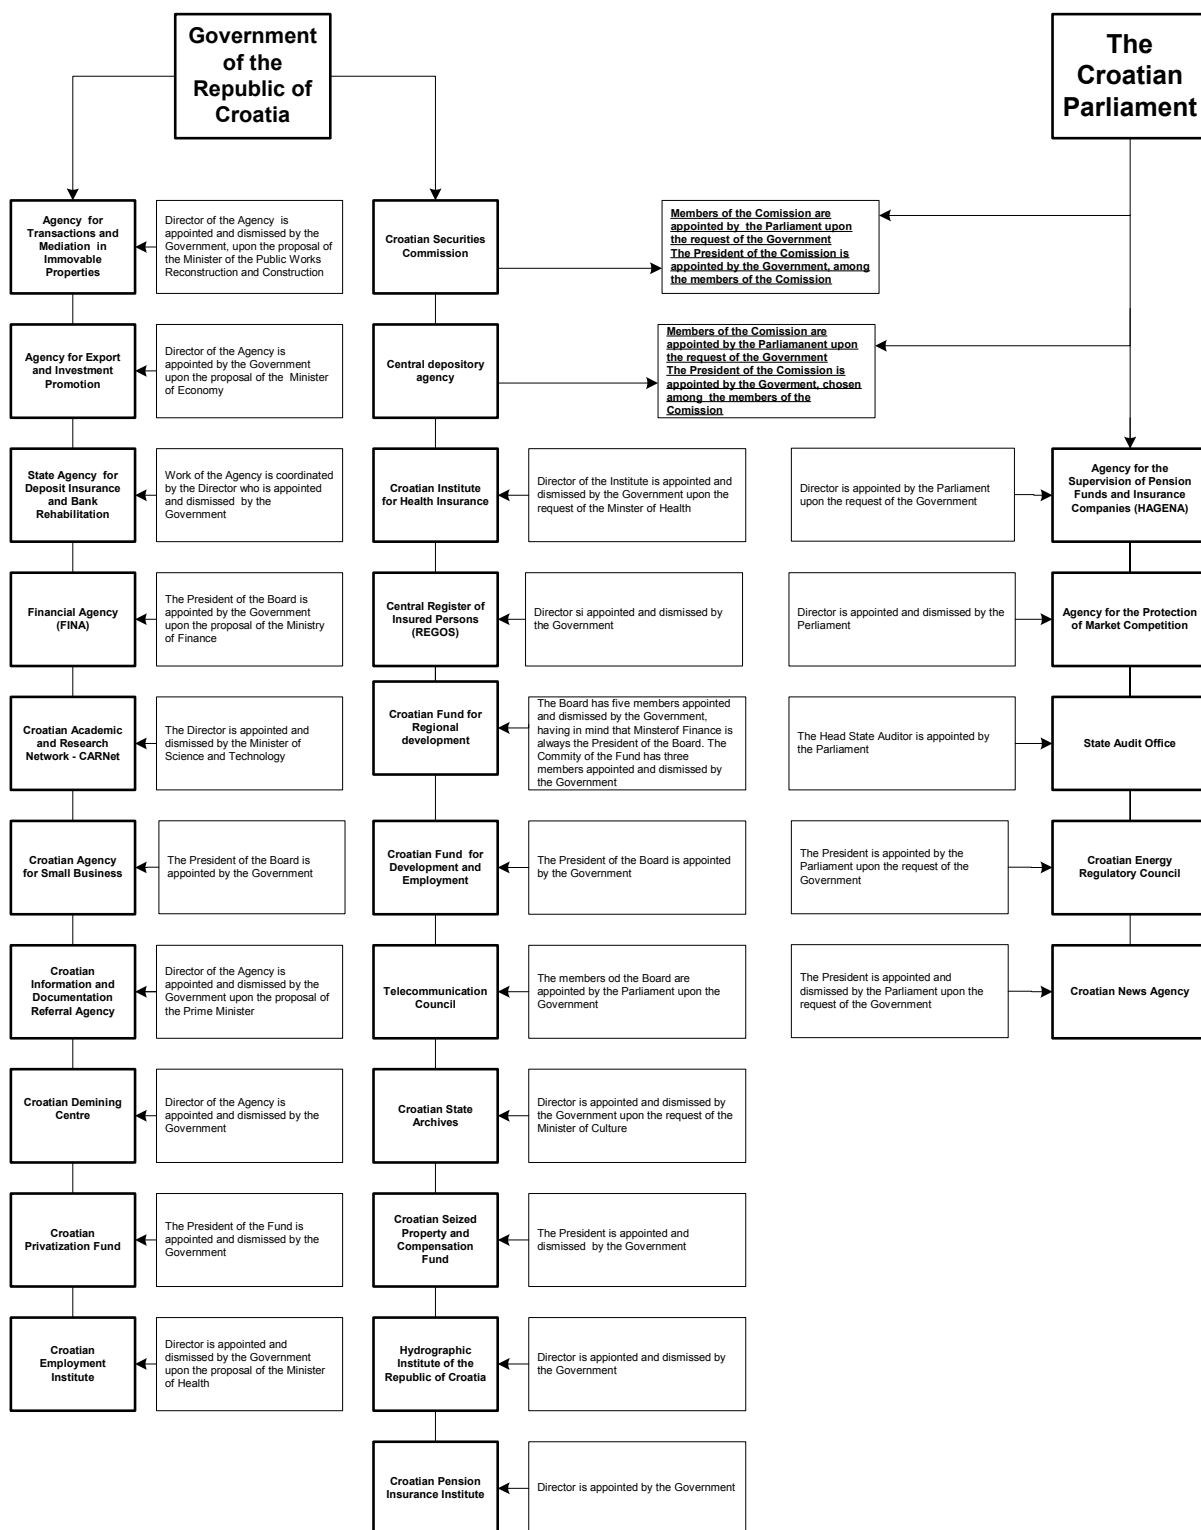 Government
of the
Republic of
Croatia
The
Croatian
Parliament
Agency for
Transactions and
Mediation in
Immovable
Properties
Director of the Agency is
appointed and dismissed by the
Government, upon the proposal of
the Minister of the Public Works
Reconstruction and Construction
Croatian Securities
Commission
Members of the Comission are
appointed by the Parliament upon
the request of the Government
The President of the Comission is
appointed by the Government, among
the members of the Comission
Agency for Export
and Investment
Promotion
Director of the Agency is
appointed by the Government
upon the proposal of the Minister
of Economy
Central depository
agency
Members of the Comission are
appointed by the Parliamanent upon
the request of the Government
The President of the Comission is
appointed by the Goverment, chosen
among the members of the
Comission
State Agency for
Deposit Insurance
and Bank
Rehabilitation
Work of the Agency is coordinated
by the Director who is appointed
and dismissed by the
Government
Croatian Institute
for Health Insurance
Director of the Institute is appointed and
dismissed by the Government upon the
request of the Minster of Health
Director is appointed by the Parliament
upon the request of the Government
Agency for the
Supervision of Pension
Funds and Insurance
Companies (HAGENA)
Financial Agency
(FINA)
The President of the Board is
appointed by the Government
upon the proposal of the Ministry
of Finance
Central Register of
Insured Persons
(REGOS)
Director si appointed and dismissed by
the Government
Director is appointed and dismissed by the
Perliament
Agency for the Protection
of Market Competition
Croatian Academic
and Research
Network - CARNet
The Director is appointed and
dismissed by the Minister of
Science and Technology
Croatian Fund for
Regional
development
The Board has five members appointed
and dismissed by the Government,
having in mind that Minsterof Finance is
always the President of the Board. The
Commity of the Fund has three
members appointed and dismissed by
the Government
The Head State Auditor is appointed by
the Parliament
State Audit Office
Croatian Agency
for Small Business
The President of the Board is
appointed by the Government
Croatian Fund for
Development and
Employment
The President of the Board is appointed
by the Government
The President is appointed by the
Parliament upon the request of the
Government
Croatian Energy
Regulatory Council
Croatian
Information and
Documentation
Referral Agency
Director of the Agency is
appointed and dismissed by the
Government upon the proposal of
the Prime Minister
Telecommunication
Council
The members od the Board are
appointed by the Parliament upon the
Government
The President is appointed and
dismissed by the Parliament upon the
request of the Government
Croatian News Agency
Croatian Demining
Centre
Director of the Agency is
appointed and dismissed by the
Government
Croatian State
Archives
Director is appointed and dismissed by
the Government upon the request of the
Minister of Culture
Croatian
Privatization Fund
The President of the Fund is
appointed and dismissed by the
Government
Croatian Seized
Property and
Compensation
Fund
The President is appointed and
dismissed by the Government
Croatian
Employment
Institute
Director is appointed and
dismissed by the Government
upon the proposal of the Minister
of Health
Hydrographic
Institute of the
Republic of Croatia
Director is appionted and dismissed by
the Government
Croatian Pension
Insurance Institute
Director is appointed by the Government